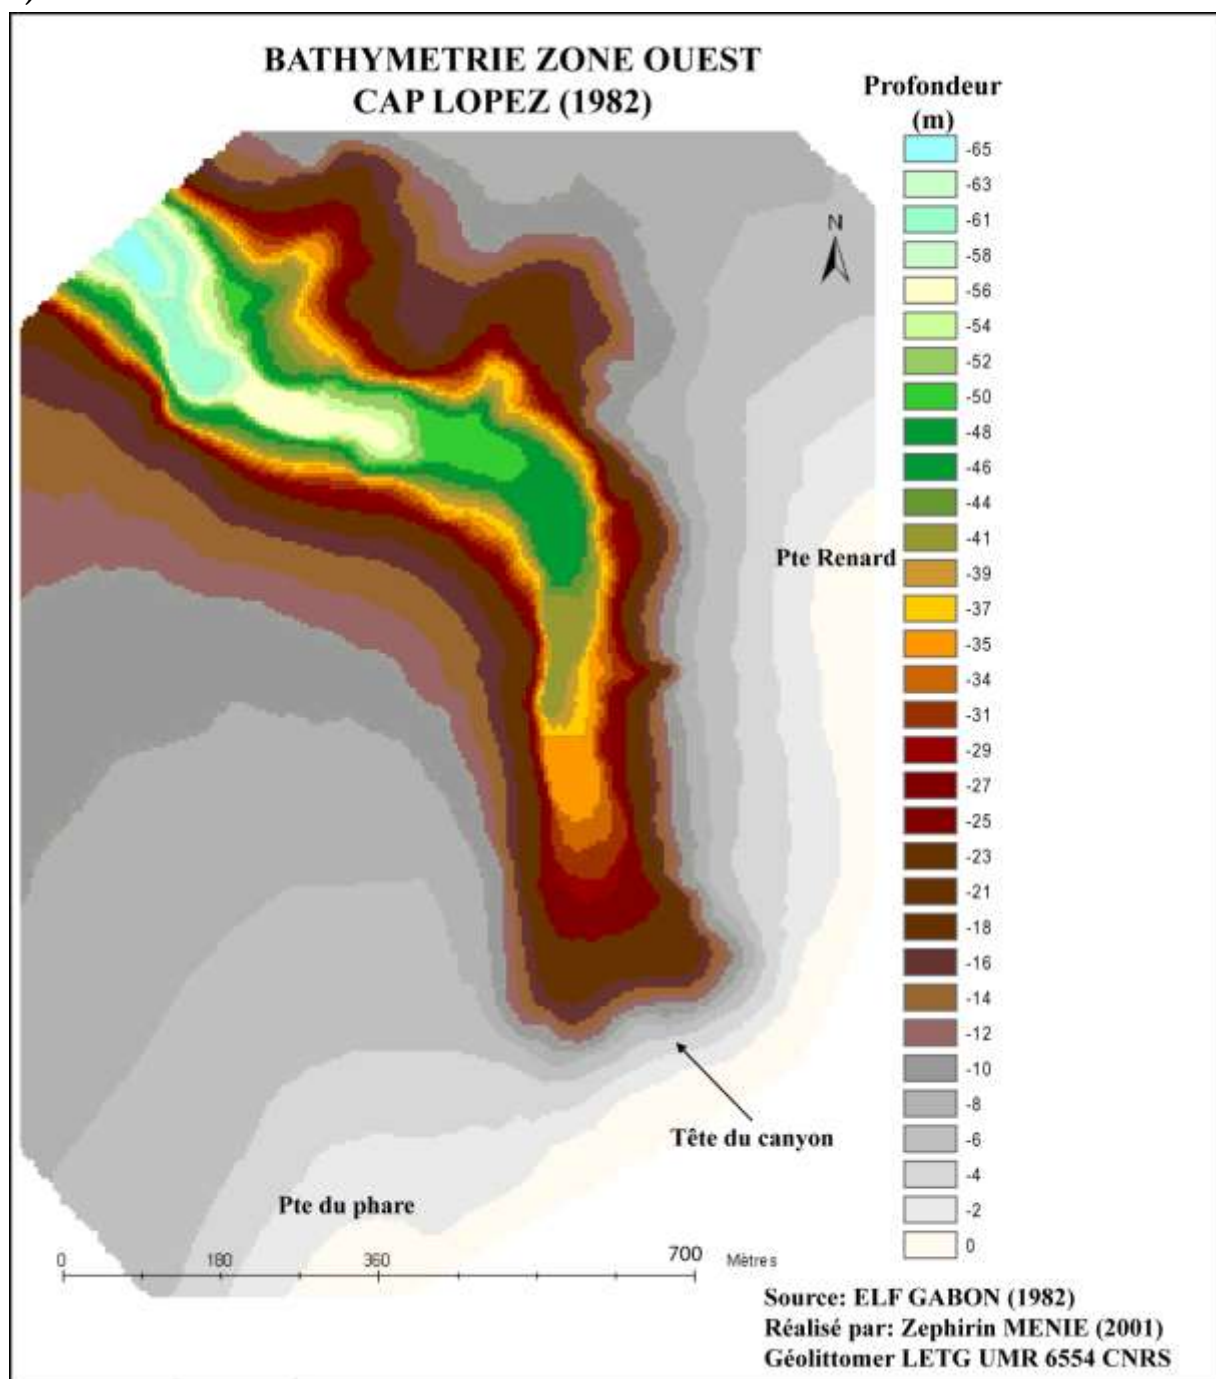 )
BATHYMETRIE ZONE OUEST
CAP LOPEZ (1982)
Profondeur
(m)
-65
-63
-61
-58
-56
-54
-52
-50
-48
-46
-44
-41
-39
-37
-35
-34
-31
-29
-27
-25
-23
-21
-18
-16
-14
-12
-10
-8
-6
-4
-2
0
N
Pte Renard
Tête du canyon
Pte du phare
0 180 360 700 Mètres
Source: ELF GABON (1982)
Réalisé par: Zephirin MENIE (2001)
Géolittomer LETG UMR 6554 CNRS